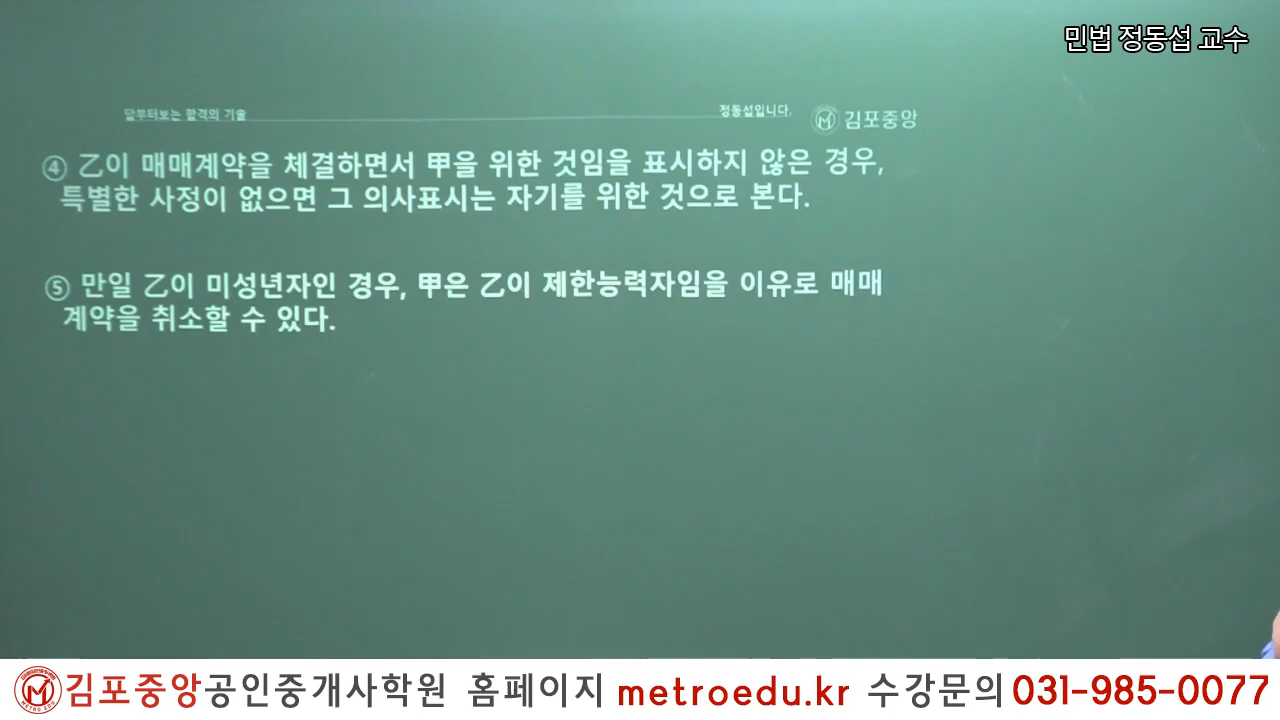 민법 정동섭 교수
답부터보는 합격의 기술
정동섭입니다.
김포중앙
④ 乙이 매매계약을 체결하면서 甲을 위한 것임을 표시하지 않은 경우,
특별한 사정이 없으면 그 의사표시는 자기를 위한 것으로 본다.
⑤ 만일 乙이 미성년자인 경우, 甲은 乙이 제한능력자임을 이유로 매매
계약을 취소할 수 있다.
김포중앙공인중개사학원 홈페이지 metroedu.kr 수강문의 031-985-0077